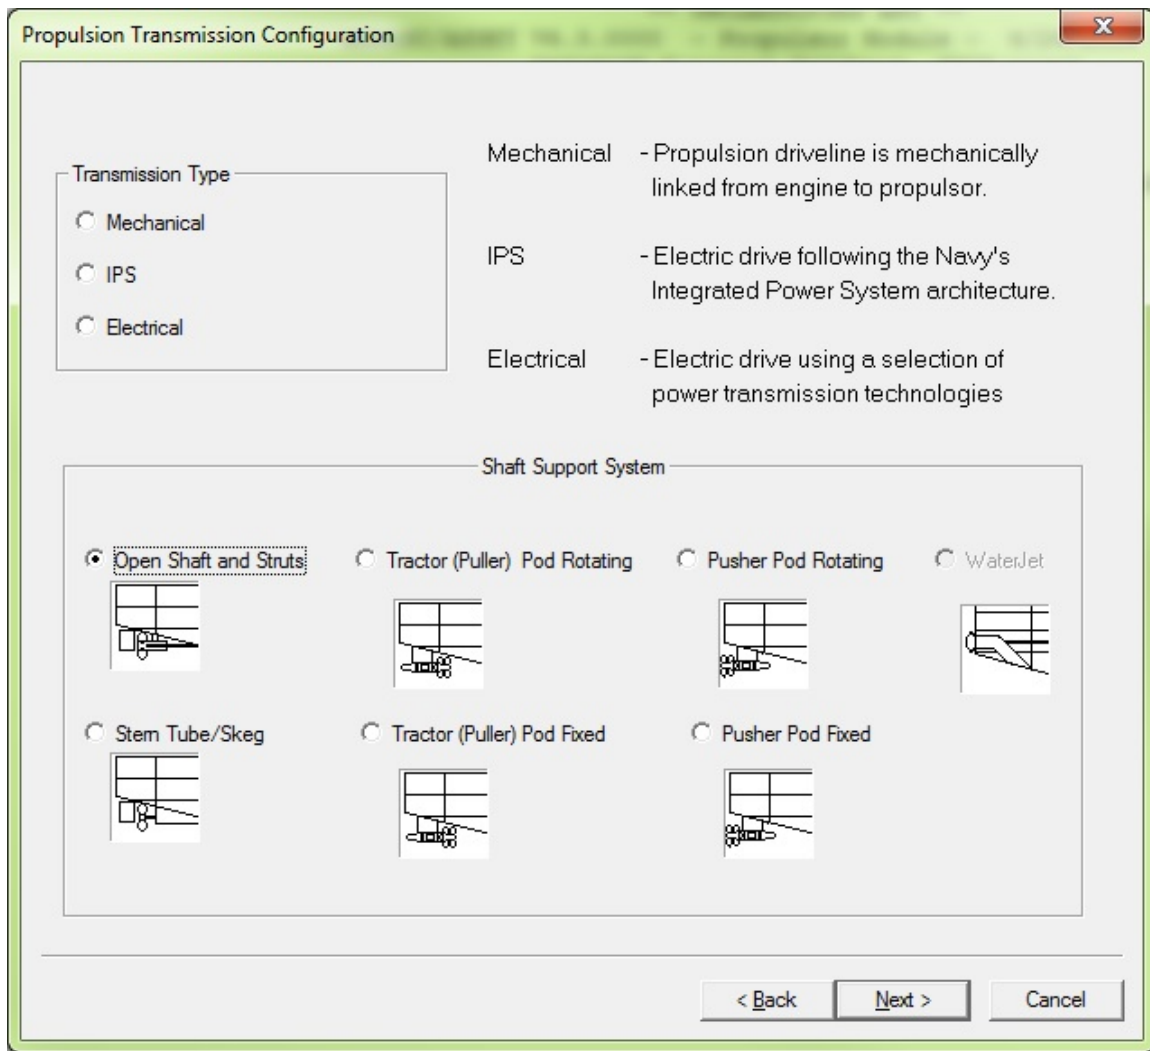 Propulsion Transmission Configuration
Transmission Type
Mechanical
IPS
Electrical
Mechanical - Propulsion driveline is mechanically
linked from engine to propulsor.
IPS - Electric drive following the Navy's
Integrated Power System architecture.
Electrical - Electric drive using a selection of
power transmission technologies
Shaft Support System
Open Shaft and Struts
Tractor (Puller) Pod Rotating
Pusher Pod Rotating
WaterJet
Stern Tube/Skeg
Tractor (Puller) Pod Fixed
Pusher Pod Fixed
< Back
Next >
Cancel